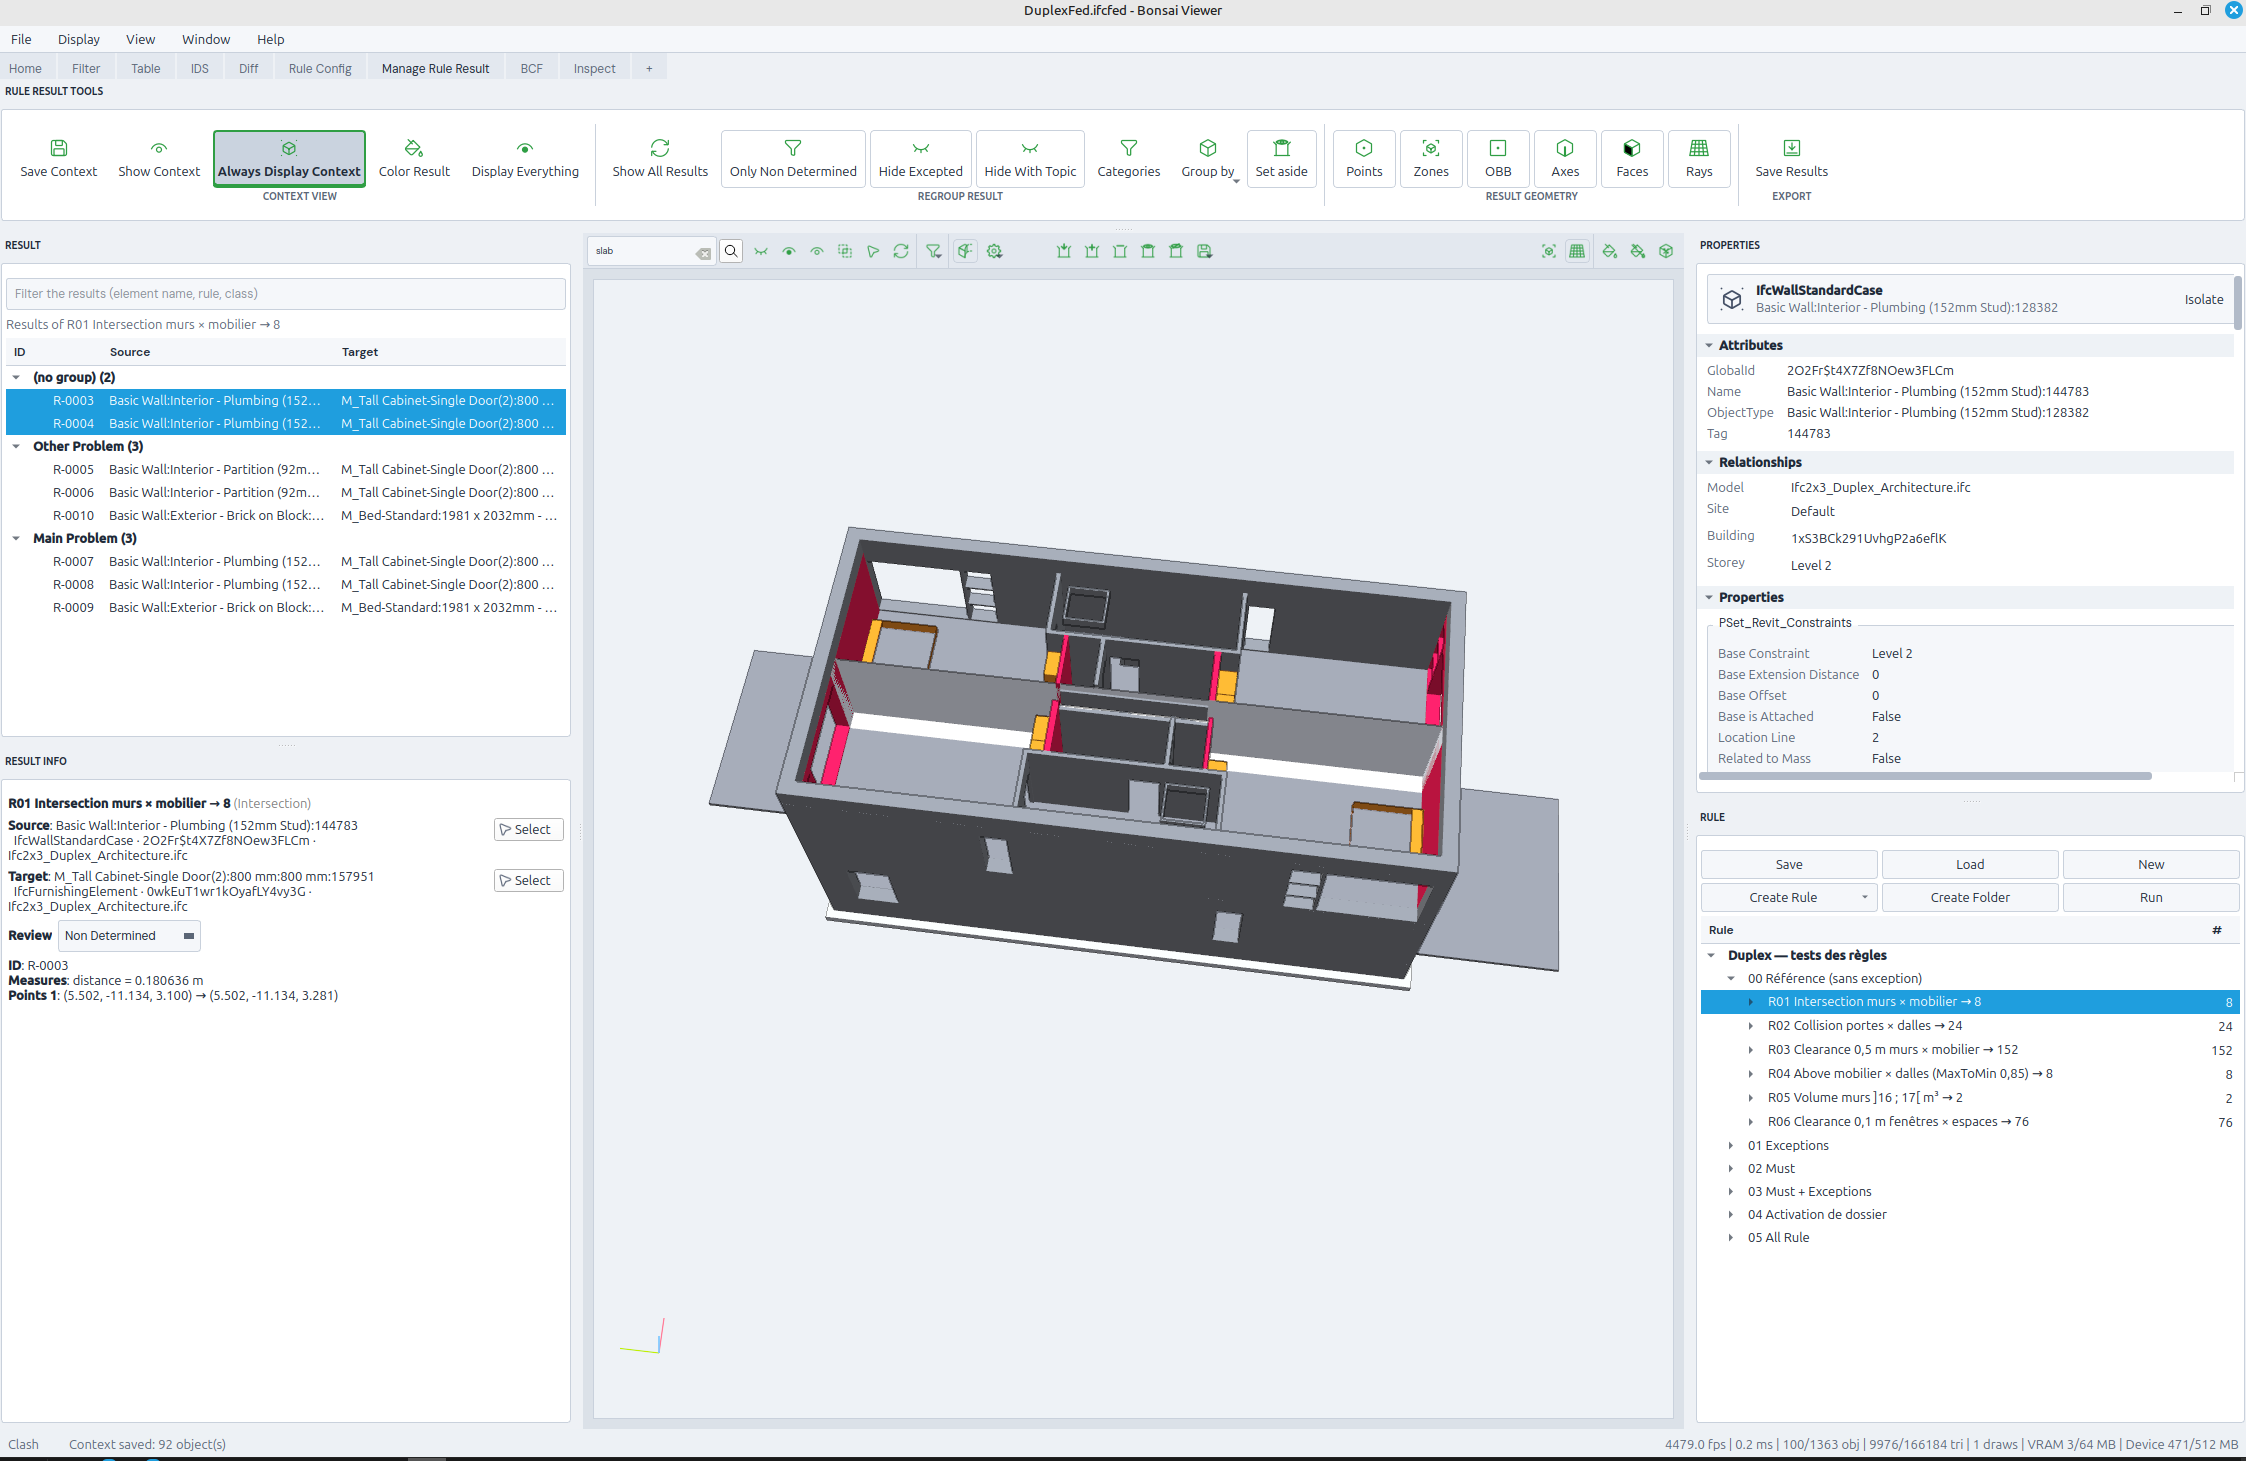 DuplexFed.ifcfed - Bonsai Viewer
File Display View Window Help
Home Filter Table IDS Diff Rule Config Manage Rule Result BCF Inspect +
RULE RESULT TOOLS
Save Context Show Context Always Display Context Color Result Display Everything Show All Results Only Non Determined Hide Excepted Hide With Topic Categories Group by Set aside Points Zones OBB Axes Faces Rays Save Results
CONTEXT VIEW REGROUP RESULT RESULT GEOMETRY EXPORT
RESULT
Filter the results (element name, rule, class)
Results of R01 Intersection murs × mobilier → 8
ID Source Target
(no group) (2)
R-0003 Basic Wall:Interior - Plumbing (152... M_Tall Cabinet-Single Door(2):800 ...
R-0004 Basic Wall:Interior - Plumbing (152... M_Tall Cabinet-Single Door(2):800 ...
Other Problem (3)
R-0005 Basic Wall:Interior - Partition (92m... M_Tall Cabinet-Single Door(2):800 ...
R-0006 Basic Wall:Interior - Partition (92m... M_Tall Cabinet-Single Door(2):800 ...
R-0010 Basic Wall:Exterior - Brick on Block:... M_Bed-Standard:1981 x 2032mm - ...
Main Problem (3)
R-0007 Basic Wall:Interior - Plumbing (152... M_Tall Cabinet-Single Door(2):800 ...
R-0008 Basic Wall:Interior - Plumbing (152... M_Tall Cabinet-Single Door(2):800 ...
R-0009 Basic Wall:Exterior - Brick on Block:... M_Bed-Standard:1981 x 2032mm - ...
RESULT INFO
R01 Intersection murs × mobilier → 8 (Intersection)
Source: Basic Wall:Interior - Plumbing (152mm Stud):144783
IfcWallStandardCase · 2O2Fr$t4X7Zf8NOew3FLCm ·
Ifc2x3_Duplex_Architecture.ifc
Select
Target: M_Tall Cabinet-Single Door(2):800 mm:800 mm:157951
IfcFurnishingElement · 0wkEuT1wr1kOyafLY4vy3G ·
Ifc2x3_Duplex_Architecture.ifc
Select
Review Non Determined
ID: R-0003
Measures: distance = 0.180636 m
Points 1: (5.502, -11.134, 3.100) → (5.502, -11.134, 3.281)
slab
PROPERTIES
IfcWallStandardCase
Basic Wall:Interior - Plumbing (152mm Stud):128382
Isolate
Attributes
GlobalId 2O2Fr$t4X7Zf8NOew3FLCm
Name Basic Wall:Interior - Plumbing (152mm Stud):144783
ObjectType Basic Wall:Interior - Plumbing (152mm Stud):128382
Tag 144783
Relationships
Model Ifc2x3_Duplex_Architecture.ifc
Site Default
Building 1xS3BCk291UvhgP2a6eflK
Storey Level 2
Properties
PSet_Revit_Constraints
Base Constraint Level 2
Base Extension Distance 0
Base Offset 0
Base is Attached False
Location Line 2
Related to Mass False
RULE
Save Load New
Create Rule Create Folder Run
Rule #
Duplex — tests des règles
00 Référence (sans exception)
R01 Intersection murs × mobilier → 8 8
R02 Collision portes × dalles → 24 24
R03 Clearance 0,5 m murs × mobilier → 152 152
R04 Above mobilier × dalles (MaxToMin 0,85) → 8 8
R05 Volume murs ]16 ; 17[ m³ → 2 2
R06 Clearance 0,1 m fenêtres × espaces → 76 76
01 Exceptions
02 Must
03 Must + Exceptions
04 Activation de dossier
05 All Rule
Clash Context saved: 92 object(s)
4479.0 fps | 0.2 ms | 100/1363 obj | 9976/166184 tri | 1 draws | VRAM 3/64 MB | Device 471/512 MB